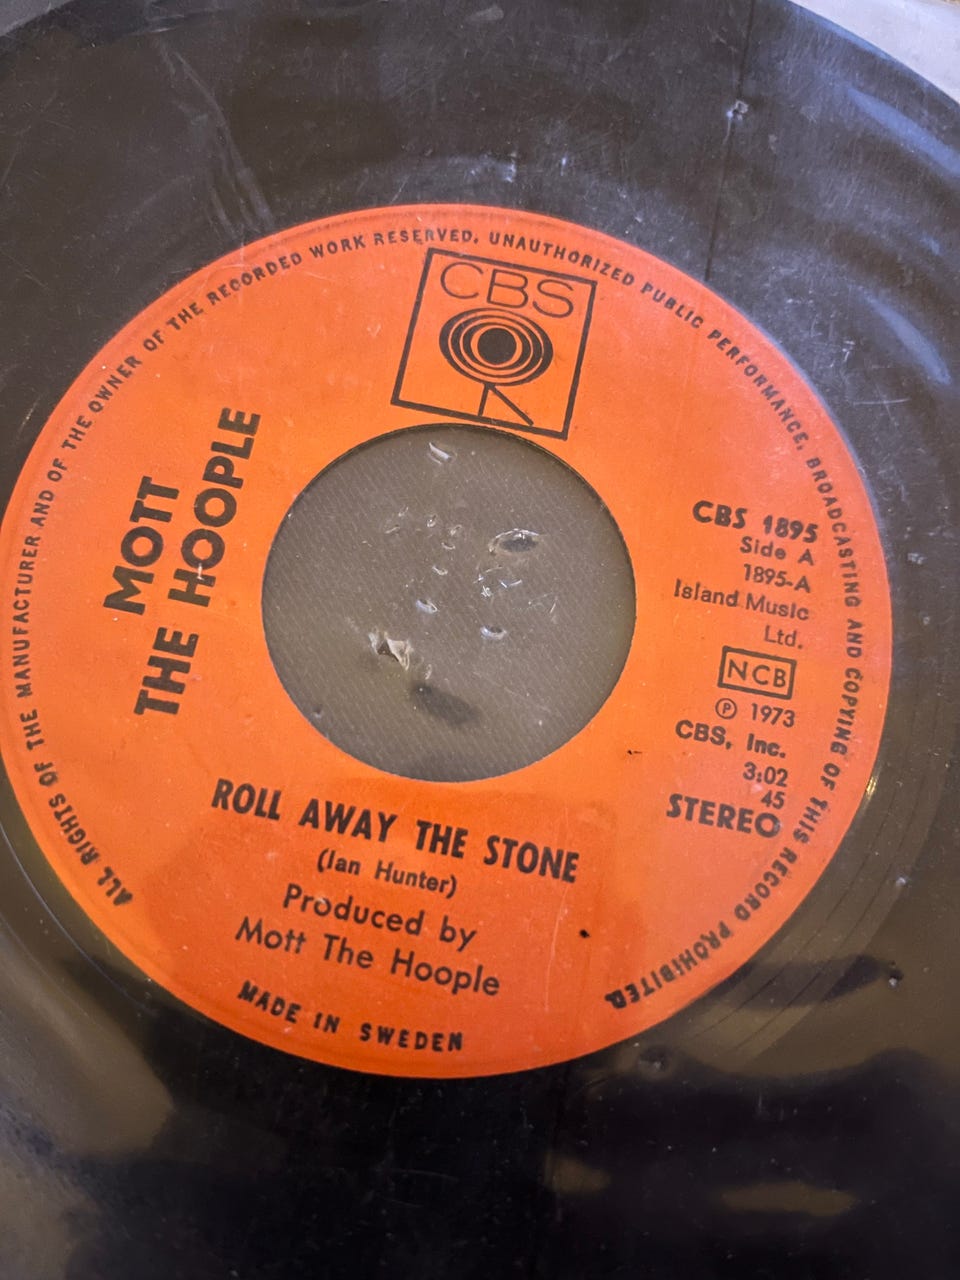 ALL RIGHTS OF THE MANUFACTURER AND OF THE OWNER OF THE RECORDED WORK RESERVED. UNAUTHORIZED PUBLIC PERFORMANCE, BROADCASTING AND COPYING OF THIS RECORD PROHIBITED.
CBS
MOTT
THE HOOPLE
CBS 1895
Side A
1895-A
Island Music
Ltd.
NCB
Ⓟ 1973
CBS, Inc.
3:02
45
STEREO
ROLL AWAY THE STONE
(Ian Hunter)
Produced by
Mott The Hoople
MADE IN SWEDEN